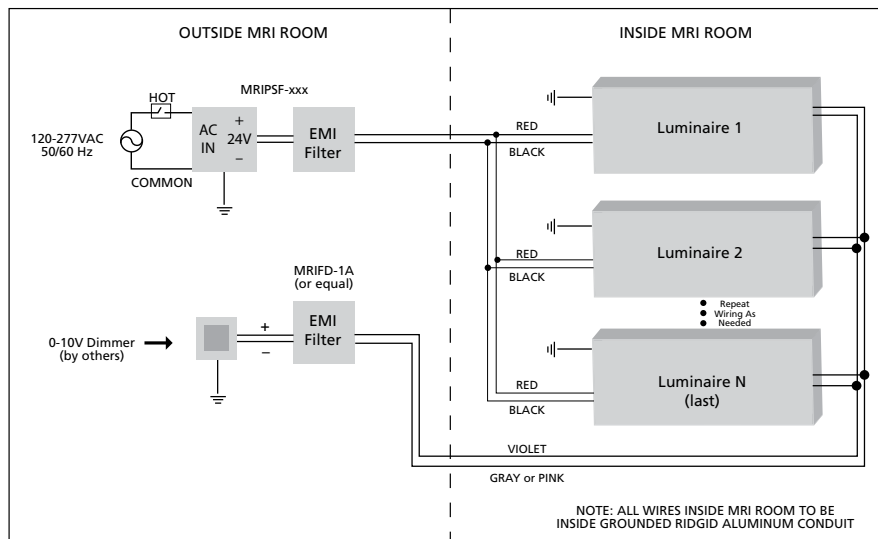 OUTSIDE MRI ROOM
INSIDE MRI ROOM
MRIPSF-xxx
HOT
120-277VAC
50/60 Hz
COMMON
AC
IN
+
24V
–
EMI
Filter
RED
BLACK
Luminaire 1
RED
BLACK
Luminaire 2
Repeat
Wiring As
Needed
MRIFD-1A
(or equal)
0-10V Dimmer
(by others)
+
–
EMI
Filter
RED
BLACK
Luminaire N
(last)
VIOLET
GRAY or PINK
NOTE: ALL WIRES INSIDE MRI ROOM TO BE
INSIDE GROUNDED RIDGID ALUMINUM CONDUIT